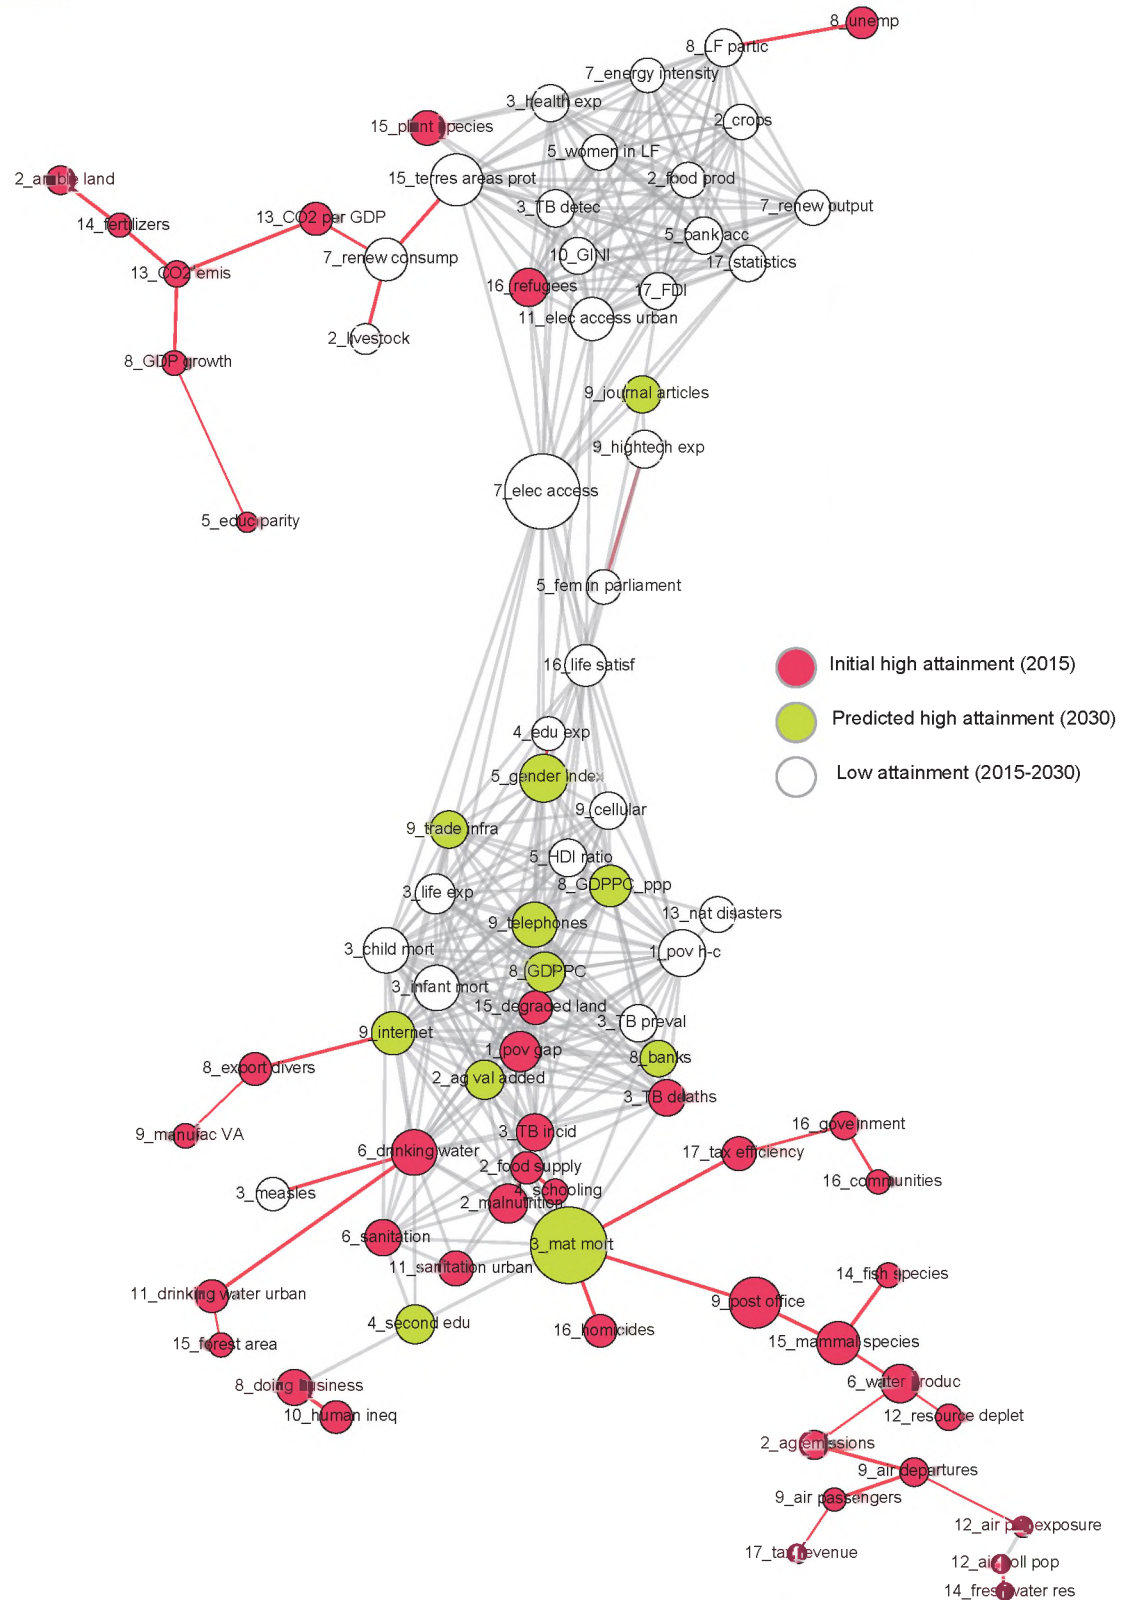 8_unemp
8_LF partic
7_energy intensity
3_health exp
2_crops
15_plant species
5_women in LF
2_arable land
15_terres areas prot
2_food prod
3_TB detec
7_renew output
13_CO2 per GDP
14_fertilizers
5_bank acc
10_GINI
7_renew consump
17_statistics
13_CO2 emis
16_refugees
17_FDI
11_elec access urban
2_livestock
8_GDP growth
9_journal articles
9_hightech exp
7_elec access
5_educ parity
5_fem in parliament
16_life satisf
Initial high attainment (2015)
Predicted high attainment (2030)
Low attainment (2015-2030)
4_edu exp
5_gender index
9_cellular
9_trade infra
5_HDI ratio
8_GDPPC_ppp
3_life exp
13_nat disasters
9_telephones
3_child mort
1_pov h-c
8_GDPPC
3_infant mort
15_degraded land
3_TB preval
9_internet
1_pov gap
8_banks
8_export divers
2_ag val added
3_TB deaths
9_manufac VA
3_TB incid
16_government
6_drinking water
17_tax efficiency
2_food supply
16_communities
3_measles
4_schooling
2_malnutrition
6_sanitation
3_mat mort
11_sanitation urban
14_fish species
11_drinking water urban
9_post office
4_second edu
16_homicides
15_forest area
15_mammal species
8_doing business
6_water produc
10_human ineq
12_resource deplet
2_ag emissions
9_air departures
9_air passengers
12_air pol exposure
17_tax revenue
12_air poll pop
14_freshwater res